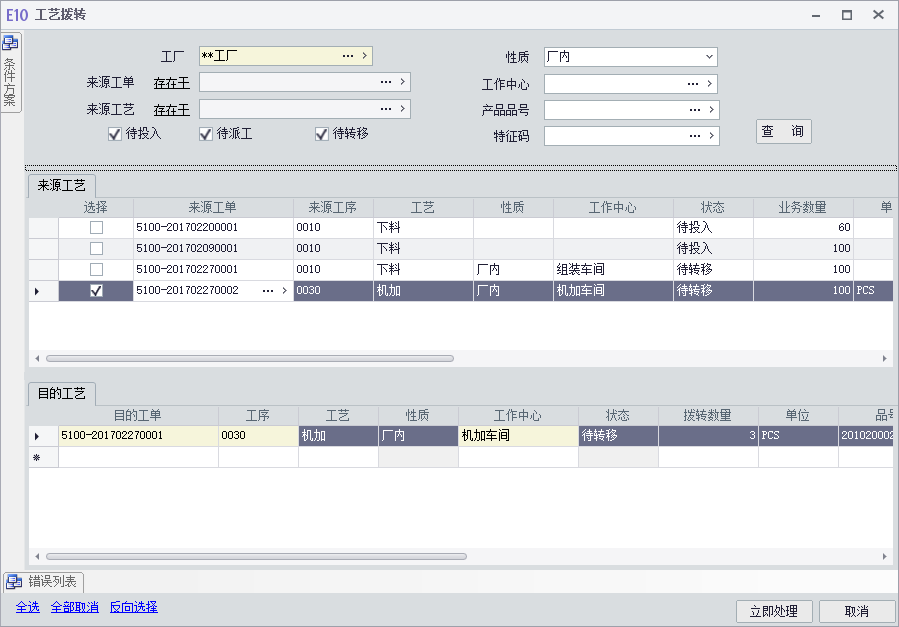 E10 工艺拨转
条件方案
工厂 **工厂 ··· 性质 厂内
来源工单 存在于 ··· 工作中心 ···
来源工艺 存在于 ··· 产品品号 ···
待投入 待派工 待转移 特征码 ··· 查 询
来源工艺
选择 来源工单 来源工序 工艺 性质 工作中心 状态 业务数量 单
5100-201702200001 0010 下料 待投入 60
5100-201702090001 0010 下料 待投入 100
5100-201702270001 0010 下料 厂内 组装车间 待转移 100
5100-201702270002 ··· 0030 机加 厂内 机加车间 待转移 100 PCS
目的工艺
目的工单 工序 工艺 性质 工作中心 状态 拨转数量 单位 品号
5100-201702270001 0030 机加 厂内 机加车间 待转移 3 PCS 201020002
错误列表
全选 全部取消 反向选择
立即处理 取消